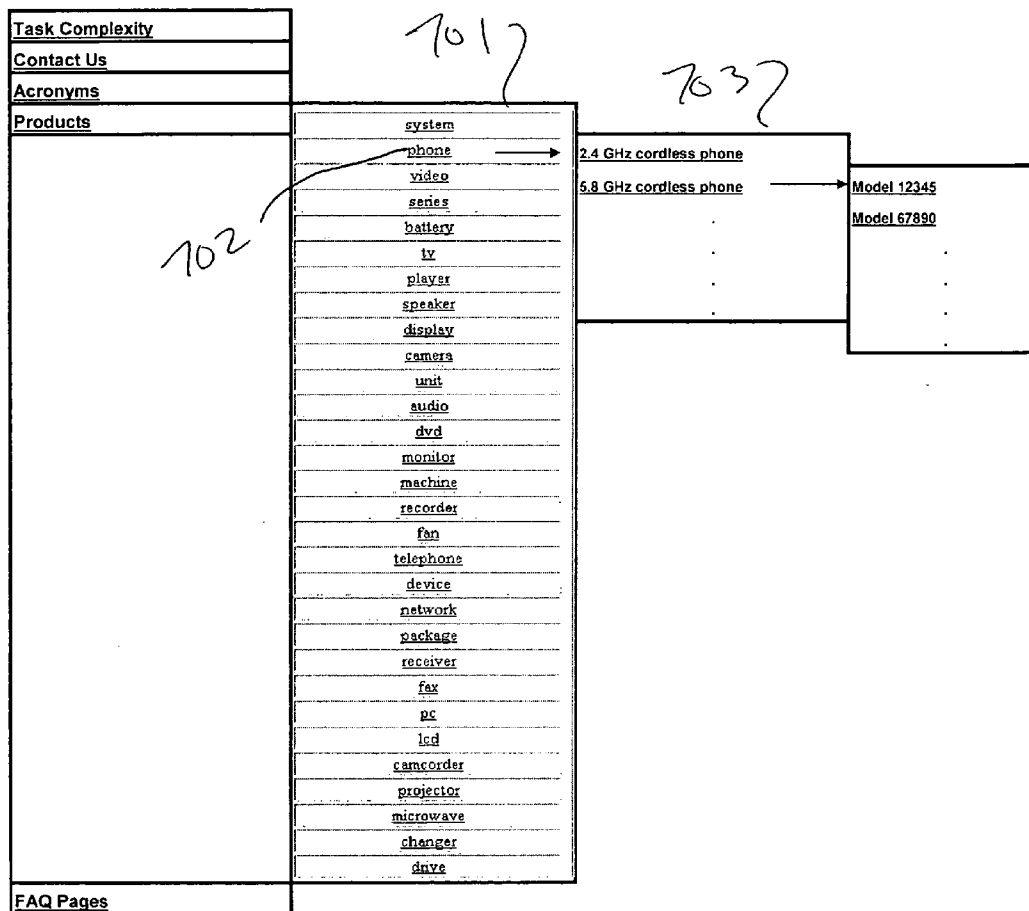 Task Complexity
Contact Us
Acronyms
Products
701
system
phone
video
series
battery
tv
player
speaker
display
camera
unit
audio
dvd
monitor
machine
recorder
fan
telephone
device
network
package
receiver
fax
pc
lcd
camcorder
projector
microwave
changer
drive
702
703
2.4 GHz cordless phone
5.8 GHz cordless phone
Model 12345
Model 67890
FAQ Pages